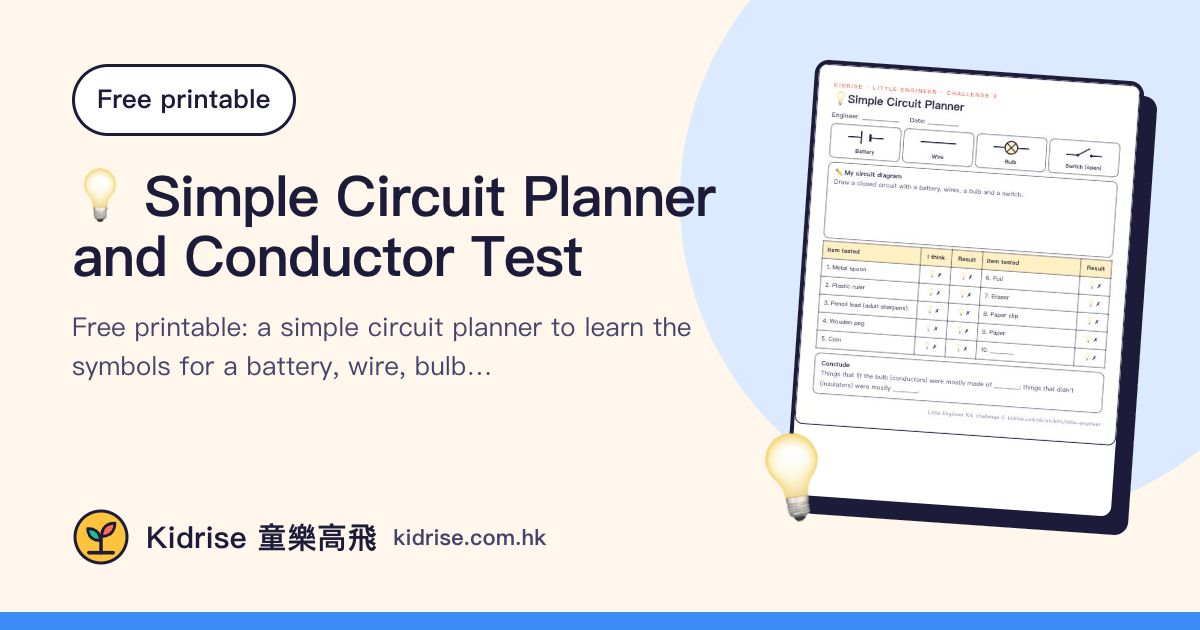 Free printable
Simple Circuit Planner
and Conductor Test
Free printable: a simple circuit planner to learn the
symbols for a battery, wire, bulb...
Kidrise 童樂高飛 kidrise.com.hk
KIDRISE · LITTLE ENGINEER · CHALLENGE 3
Simple Circuit Planner
Engineer: ________ Date: ________
Battery Wire Bulb Switch (open)
My circuit diagram
Draw a closed circuit with a battery, wires, a bulb and a switch.
Item tested I think Result Item tested Result
1. Metal spoon 6. Foil
2. Plastic ruler 7. Eraser
3. Pencil lead (adult sharpens) 8. Paper clip
4. Wooden peg 9. Paper
5. Coin 10. ______
Conclude
Things that lit the bulb (conductors) were mostly made of ______; things that didn't
(insulators) were mostly ______.